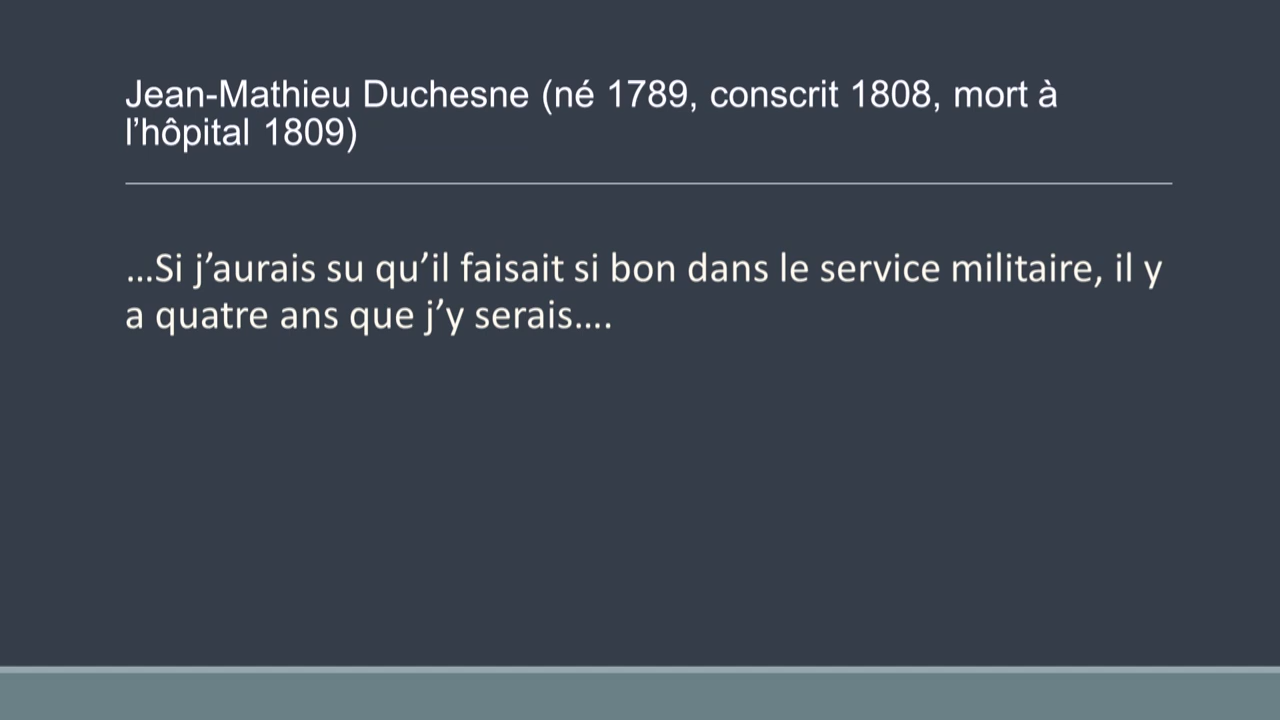 Jean-Mathieu Duchesne (né 1789, conscrit 1808, mort à
l’hôpital 1809)
…Si j’aurais su qu’il faisait si bon dans le service militaire, il y
a quatre ans que j’y serais….